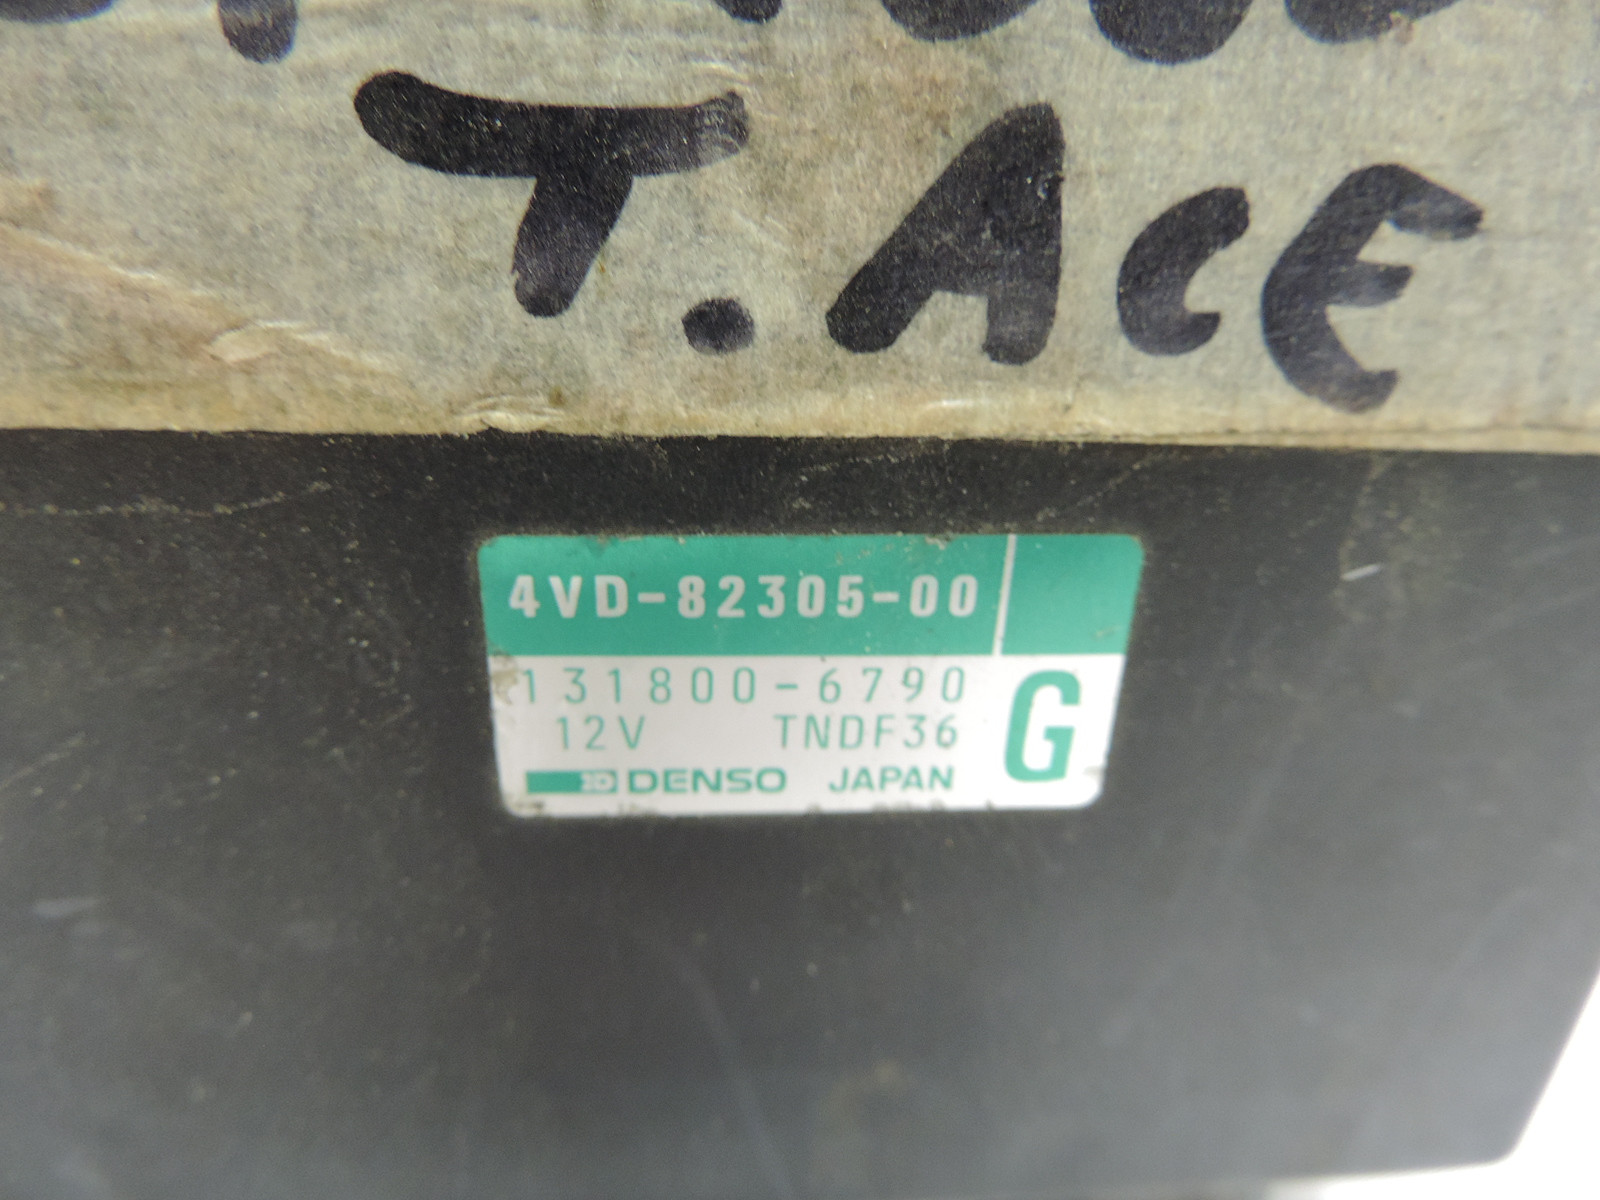 T. ACE
4VD-82305-00
131800-6790
12V TNDF36 G
DENSO JAPAN